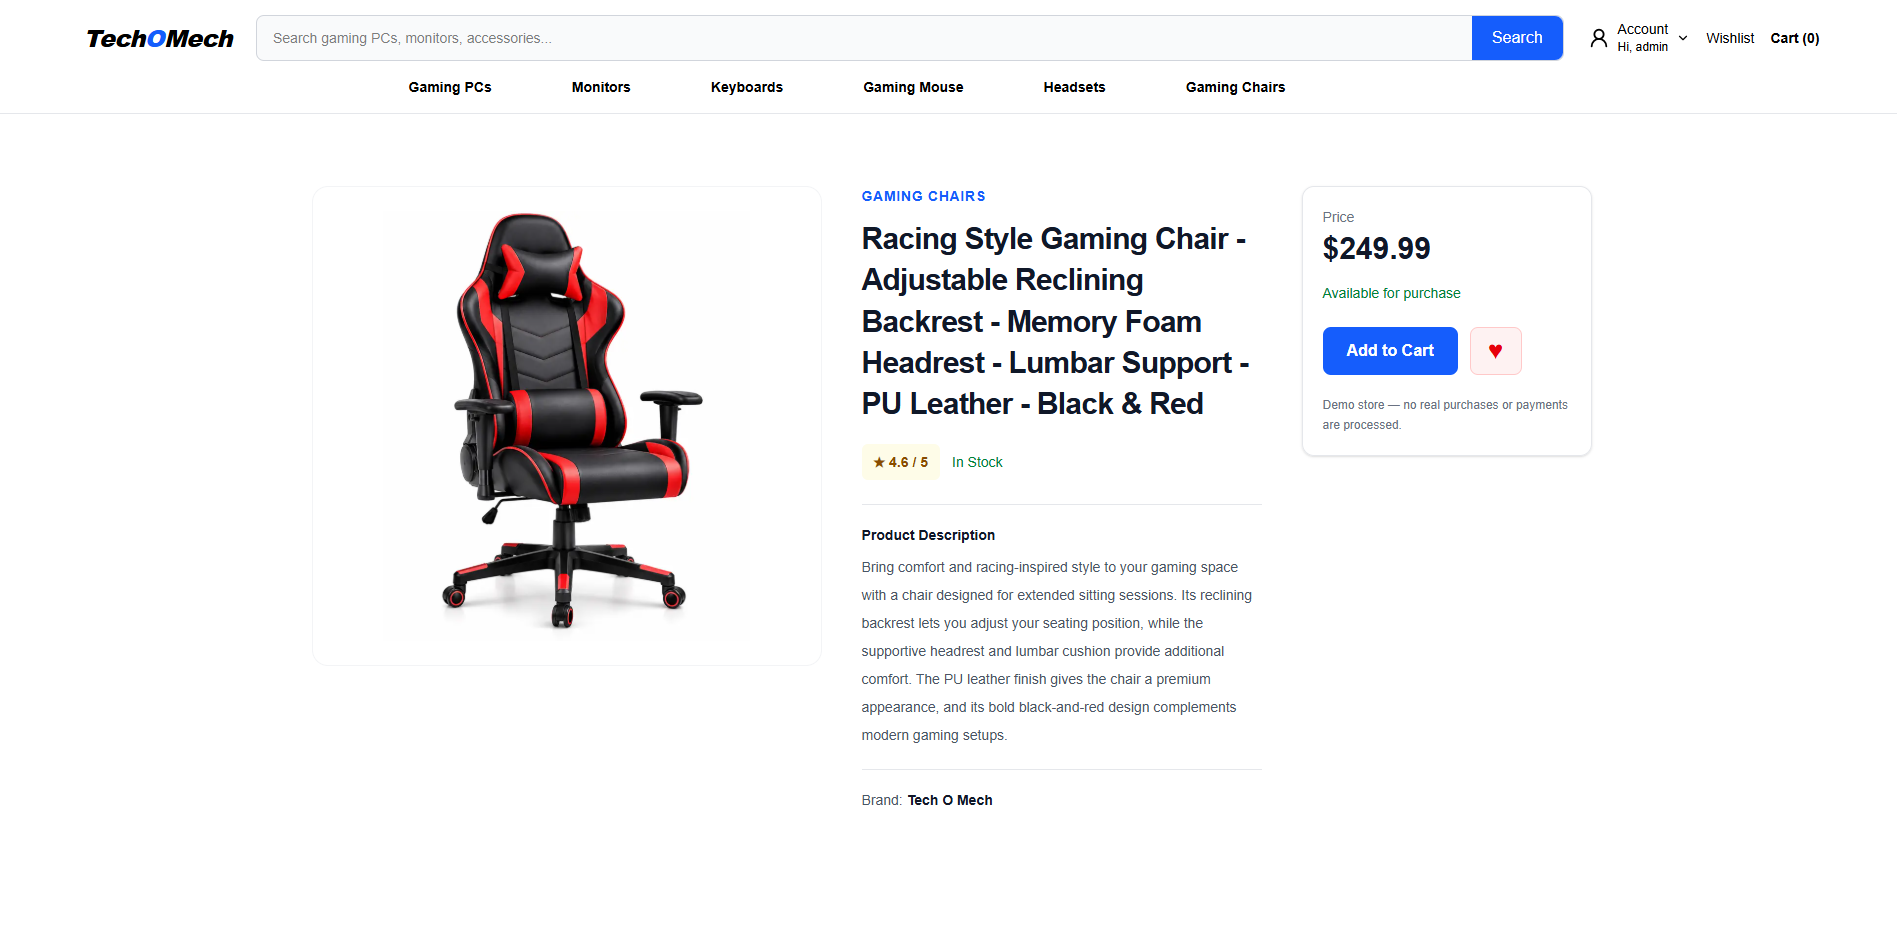 TechOMech
Search gaming PCs, monitors, accessories...
Search
Account
Hi, admin
Wishlist
Cart (0)
Gaming PCs
Monitors
Keyboards
Gaming Mouse
Headsets
Gaming Chairs
GAMING CHAIRS
Racing Style Gaming Chair -
Adjustable Reclining
Backrest - Memory Foam
Headrest - Lumbar Support -
PU Leather - Black & Red
★ 4.6 / 5
In Stock
Product Description
Bring comfort and racing-inspired style to your gaming space
with a chair designed for extended sitting sessions. Its reclining
backrest lets you adjust your seating position, while the
supportive headrest and lumbar cushion provide additional
comfort. The PU leather finish gives the chair a premium
appearance, and its bold black-and-red design complements
modern gaming setups.
Brand: Tech O Mech
Price
$249.99
Available for purchase
Add to Cart
Demo store — no real purchases or payments
are processed.